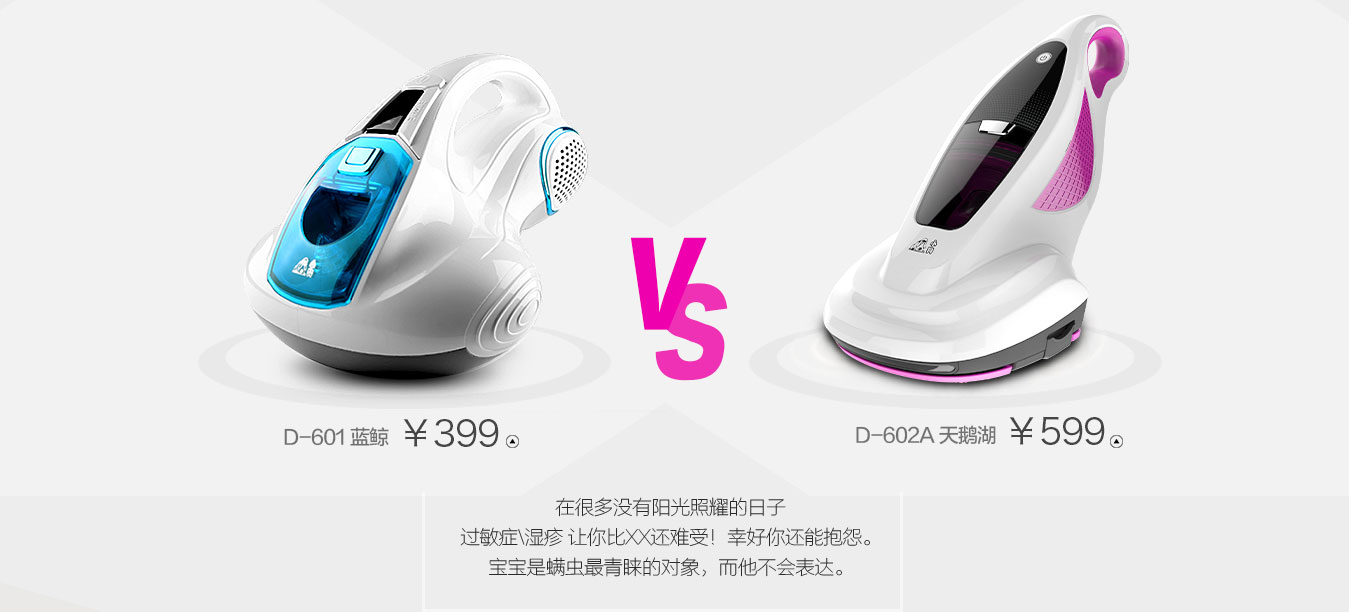 VS
D-601 蓝鲸 ￥399
D-602A 天鹅湖 ￥599
在很多没有阳光照耀的日子
过敏症\湿疹 让你比XX还难受！幸好你还能抱怨。
宝宝是螨虫最青睐的对象，而他不会表达。